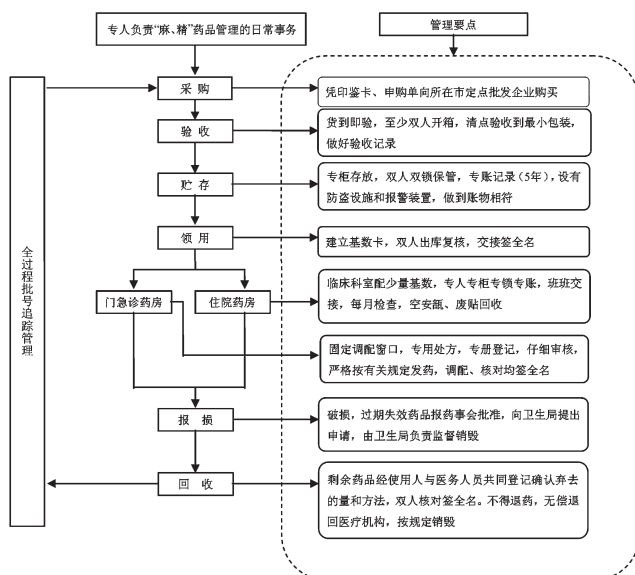 专人负责“麻、精”药品管理的日常事务
管理要点
全过程批号追踪管理
采 购
凭印鉴卡、申购单向所在市定点批发企业购买
验 收
货到即验，至少双人开箱，清点验收到最小包装，
做好验收记录
贮 存
专柜存放，双人双锁保管，专账记录（5年），设有
防盗设施和报警装置，做到账物相符
领 用
建立基数卡，双人出库复核，交接签全名
门急诊药房
住院药房
临床科室配少量基数，专人专柜专锁专账，班班交
接，每月检查，空安瓿、废贴回收
固定调配窗口，专用处方，专册登记，仔细审核，
严格按有关规定发药，调配、核对均签全名
报 损
破损，过期失效药品报药事会批准，向卫生局提出
申请，由卫生局负责监督销毁
回 收
剩余药品经使用人与医务人员共同登记确认弃去
的量和方法，双人核对签全名。不得退药，无偿退
回医疗机构，按规定销毁